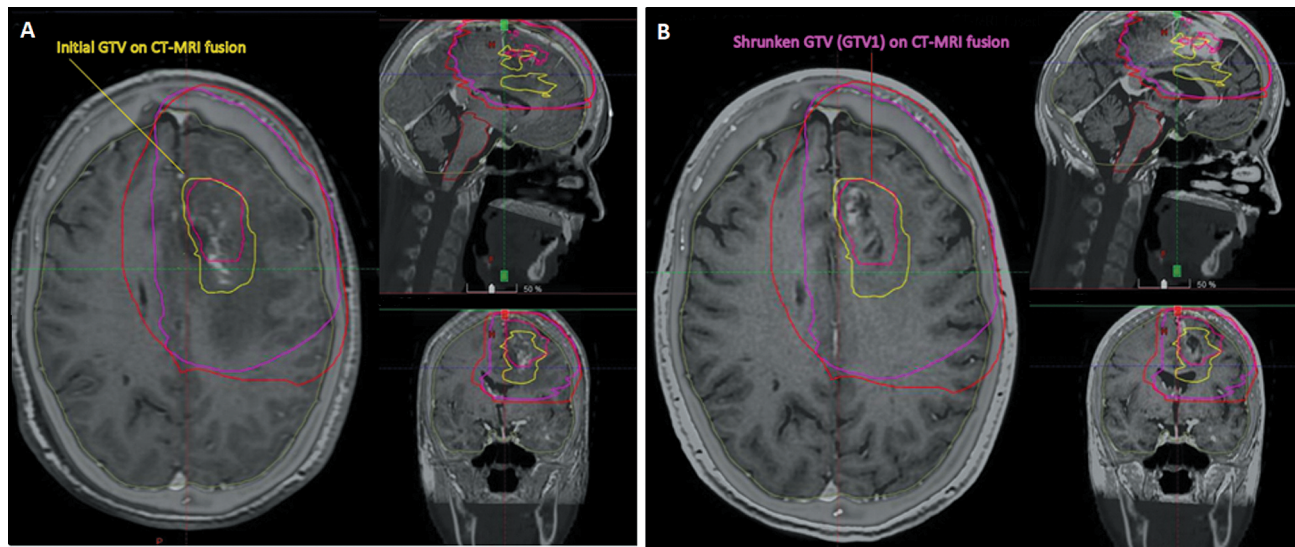 A
Initial GTV on CT-MRI fusion
H
50 %
H
P
B
Shrunken GTV (GTV1) on CT-MRI fusion
H
50 %
H